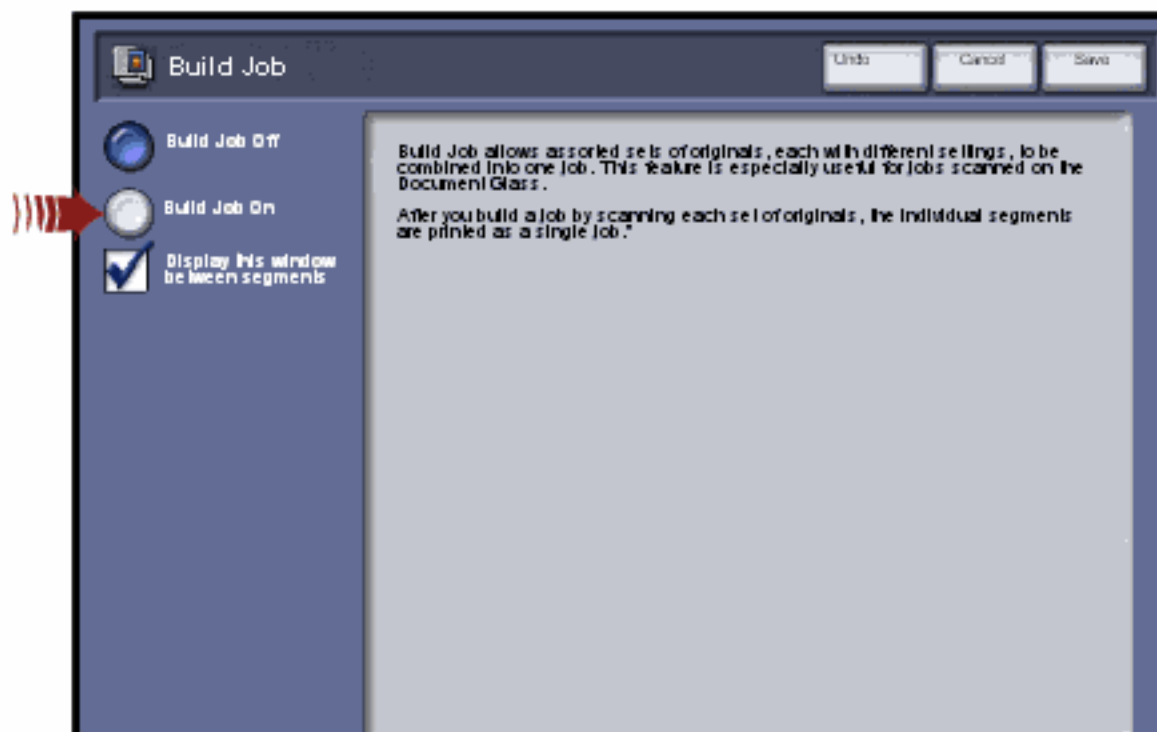 Build Job
Undo
Cancel
Save
Build Job Off
Build Job On
Display this window
between segments
Build Job allows assorted sets of originals, each with different settings, to be
combined into one job. This feature is especially useful for jobs scanned on the
Document Glass.
After you build a job by scanning each set of originals, the individual segments
are printed as a single job."